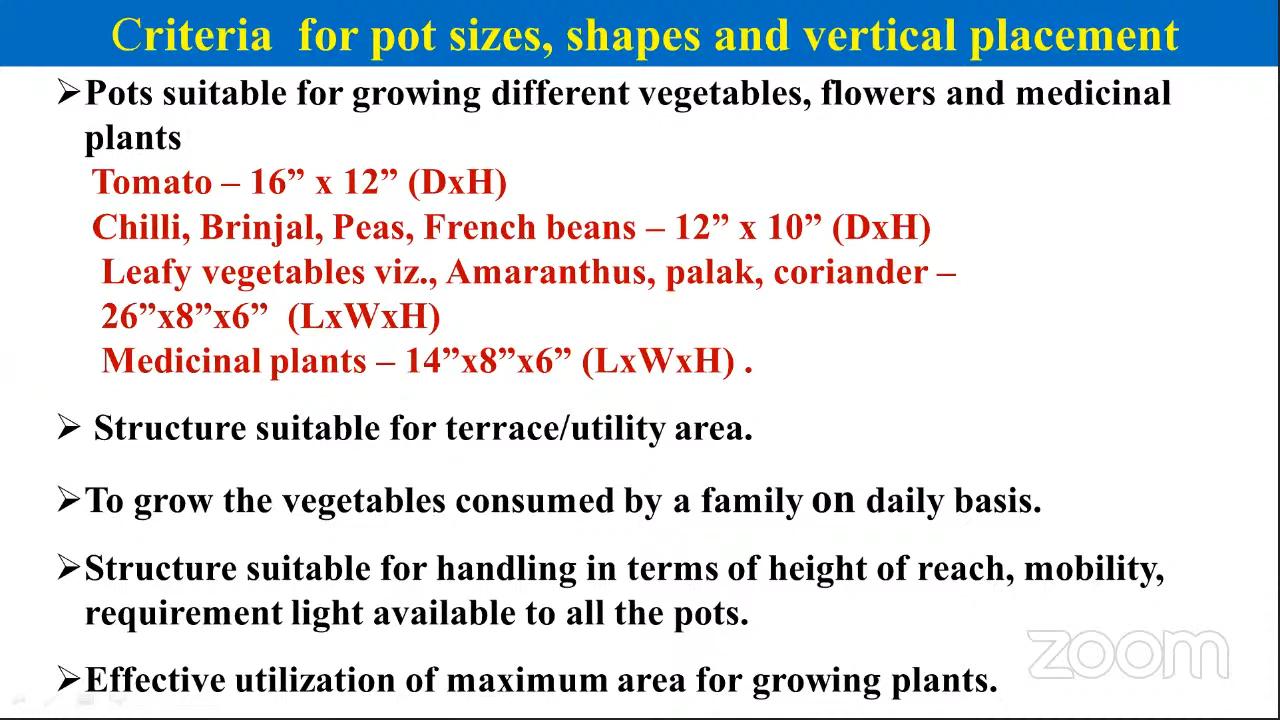 Criteria for pot sizes, shapes and vertical placement
➢Pots suitable for growing different vegetables, flowers and medicinal
plants
Tomato – 16” x 12” (DxH)
Chilli, Brinjal, Peas, French beans – 12” x 10” (DxH)
Leafy vegetables viz., Amaranthus, palak, coriander –
26”x8”x6” (LxWxH)
Medicinal plants – 14”x8”x6” (LxWxH) .
➢ Structure suitable for terrace/utility area.
➢To grow the vegetables consumed by a family on daily basis.
➢Structure suitable for handling in terms of height of reach, mobility,
requirement light available to all the pots.
➢Effective utilization of maximum area for growing plants.
zoom